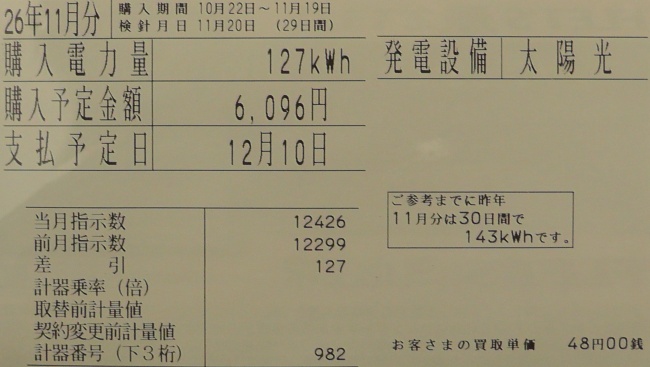 26年11月分
購入期間 10月22日～11月19日
検針月日 11月20日 （29日間）
購入電力量 127kWh
発電設備 太陽光
購入予定金額 6,096円
支払予定日 12月10日
ご参考までに昨年
11月分は30日間で
143kWhです。
当月指示数 12426
前月指示数 12299
差引 127
計器乗率（倍）
取替前計量値
契約変更前計量値
計器番号（下3桁） 982
お客さまの買取単価 48円00銭